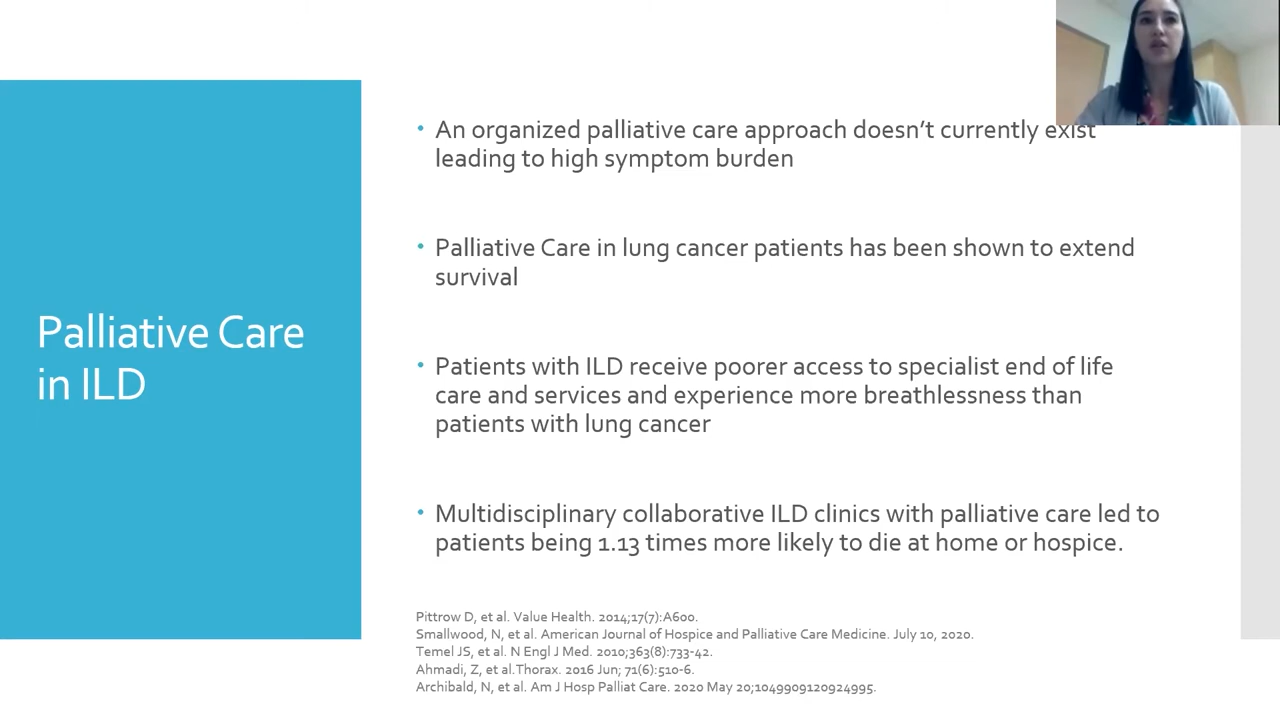 Palliative Care
in ILD
• An organized palliative care approach doesn't currently exist
leading to high symptom burden
• Palliative Care in lung cancer patients has been shown to extend
survival
• Patients with ILD receive poorer access to specialist end of life
care and services and experience more breathlessness than
patients with lung cancer
• Multidisciplinary collaborative ILD clinics with palliative care led to
patients being 1.13 times more likely to die at home or hospice.
Pittrow D, et al. Value Health. 2014;17(7):A600.
Smallwood, N, et al. American Journal of Hospice and Palliative Care Medicine. July 10, 2020.
Temel JS, et al. N Engl J Med. 2010;363(8):733-42.
Ahmadi, Z, et al.Thorax. 2016 Jun; 71(6):510-6.
Archibald, N, et al. Am J Hosp Palliat Care. 2020 May 20;1049909120924995.